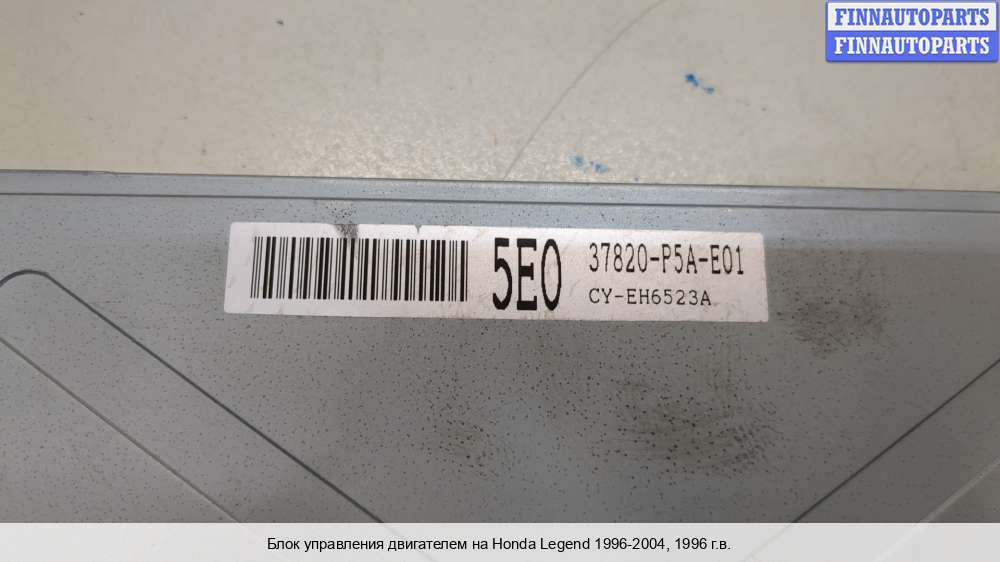 FINNAUTOPARTS
FINNAUTOPARTS
5E0
37820-P5A-E01
CY-EH6523A
Блок управления двигателем на Honda Legend 1996-2004, 1996 г.в.